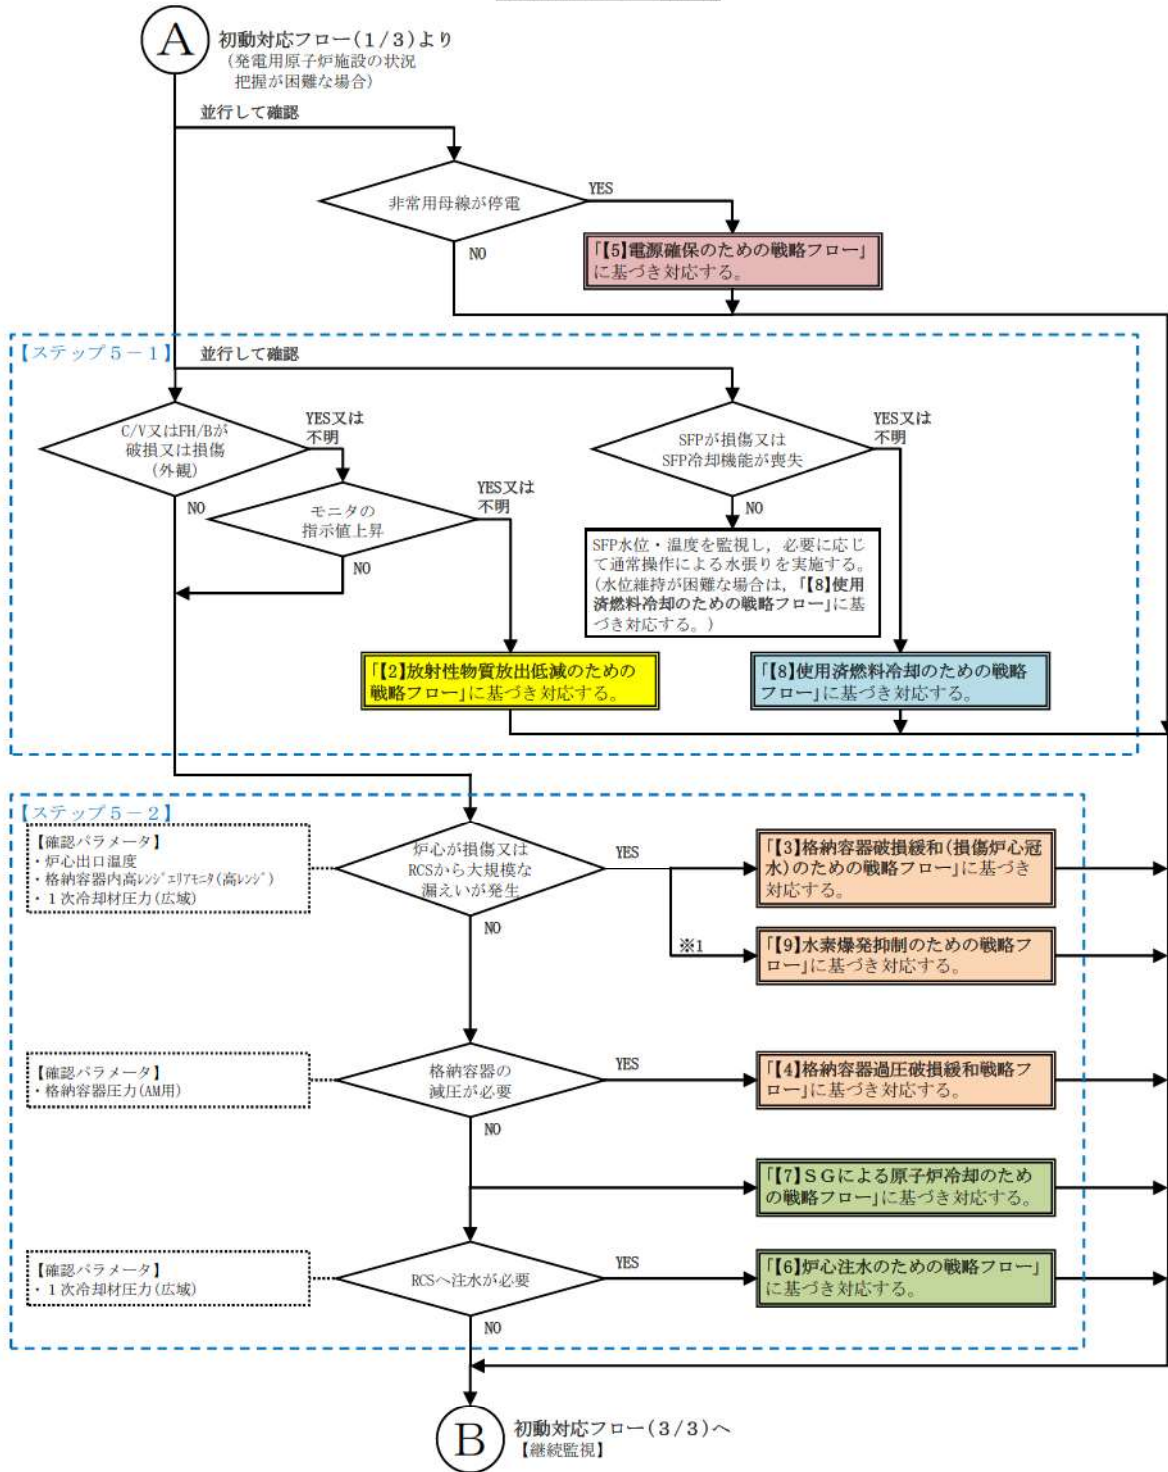 A
初動対応フロー(1/3)より
(発電用原子炉施設の状況
把握が困難な場合)
並行して確認
非常用母線が停電
YES
NO
「【5】電源確保のための戦略フロー」
に基づき対応する。
【ステップ５－１】
並行して確認
C/V又はFH/Bが
破損又は損傷
(外観)
YES又は
不明
NO
モニタの
指示値上昇
YES又は
不明
NO
SFPが損傷又は
SFP冷却機能が喪失
YES又は
不明
NO
SFP水位・温度を監視し，必要に応じ
て通常操作による水張りを実施する。
(水位維持が困難な場合は，「【8】使用
済燃料冷却のための戦略フロー」に基
づき対応する。)
「【2】放射性物質放出低減のための
戦略フロー」に基づき対応する。
「【8】使用済燃料冷却のための戦略
フロー」に基づき対応する。
【ステップ５－２】
【確認パラメータ】
・炉心出口温度
・格納容器内高ﾚﾝｼﾞｴﾘｱﾓﾆﾀ(高ﾚﾝｼﾞ)
・１次冷却材圧力(広域)
炉心が損傷又は
RCSから大規模な
漏えいが発生
YES
NO
「【3】格納容器破損緩和(損傷炉心冠
水)のための戦略フロー」に基づき
対応する。
※1
「【9】水素爆発抑制のための戦略フ
ロー」に基づき対応する。
【確認パラメータ】
・格納容器圧力(AM用)
格納容器の
減圧が必要
YES
NO
「【4】格納容器過圧破損緩和戦略フ
ロー」に基づき対応する。
「【7】ＳＧによる原子炉冷却のため
の戦略フロー」に基づき対応する。
【確認パラメータ】
・１次冷却材圧力(広域)
RCSへ注水が必要
YES
NO
「【6】炉心注水のための戦略フロー」
に基づき対応する。
B
初動対応フロー(3/3)へ
【継続監視】